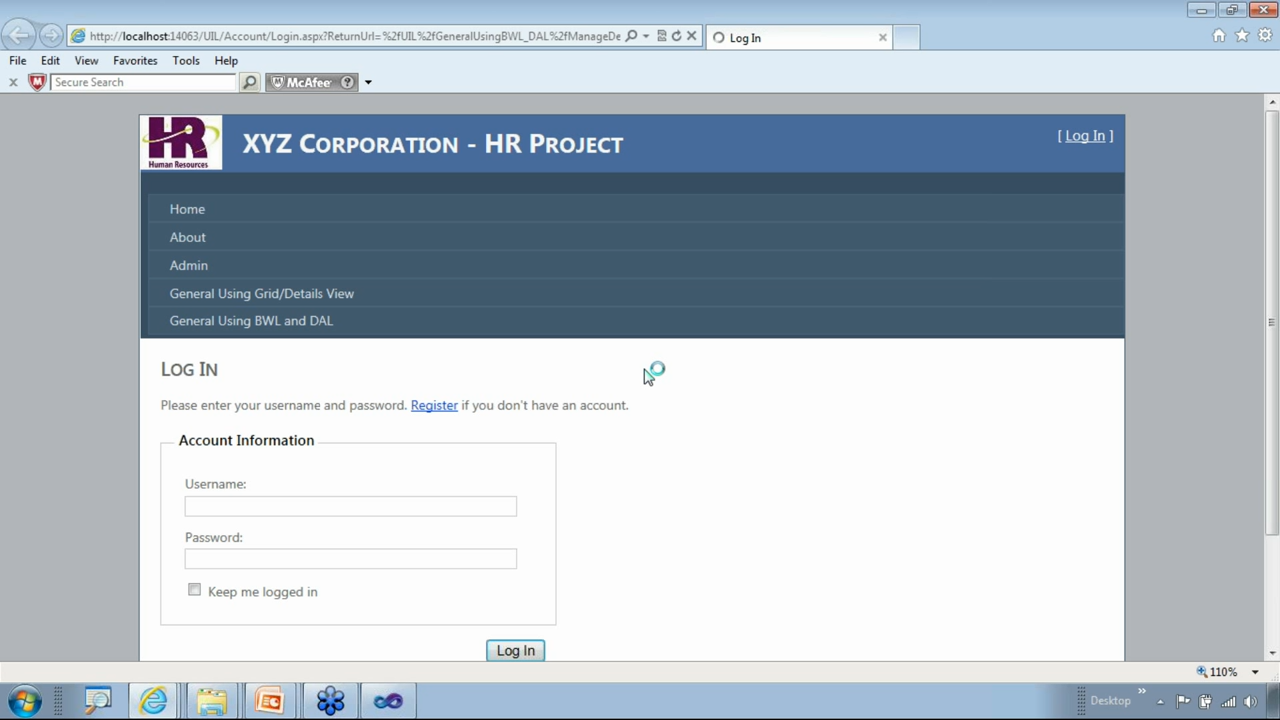 http://localhost:14063/UIL/Account/Login.aspx?ReturnUrl=%2fUIL%2fGeneralUsingBWL_DAL%2fManageDe
Log In
File Edit View Favorites Tools Help
Secure Search
McAfee
HR
Human Resources
XYZ Corporation - HR Project
[ Log In ]
Home
About
Admin
General Using Grid/Details View
General Using BWL and DAL
Log In
Please enter your username and password. Register if you don't have an account.
Account Information
Username:
Password:
Keep me logged in
Log In
110%
Desktop